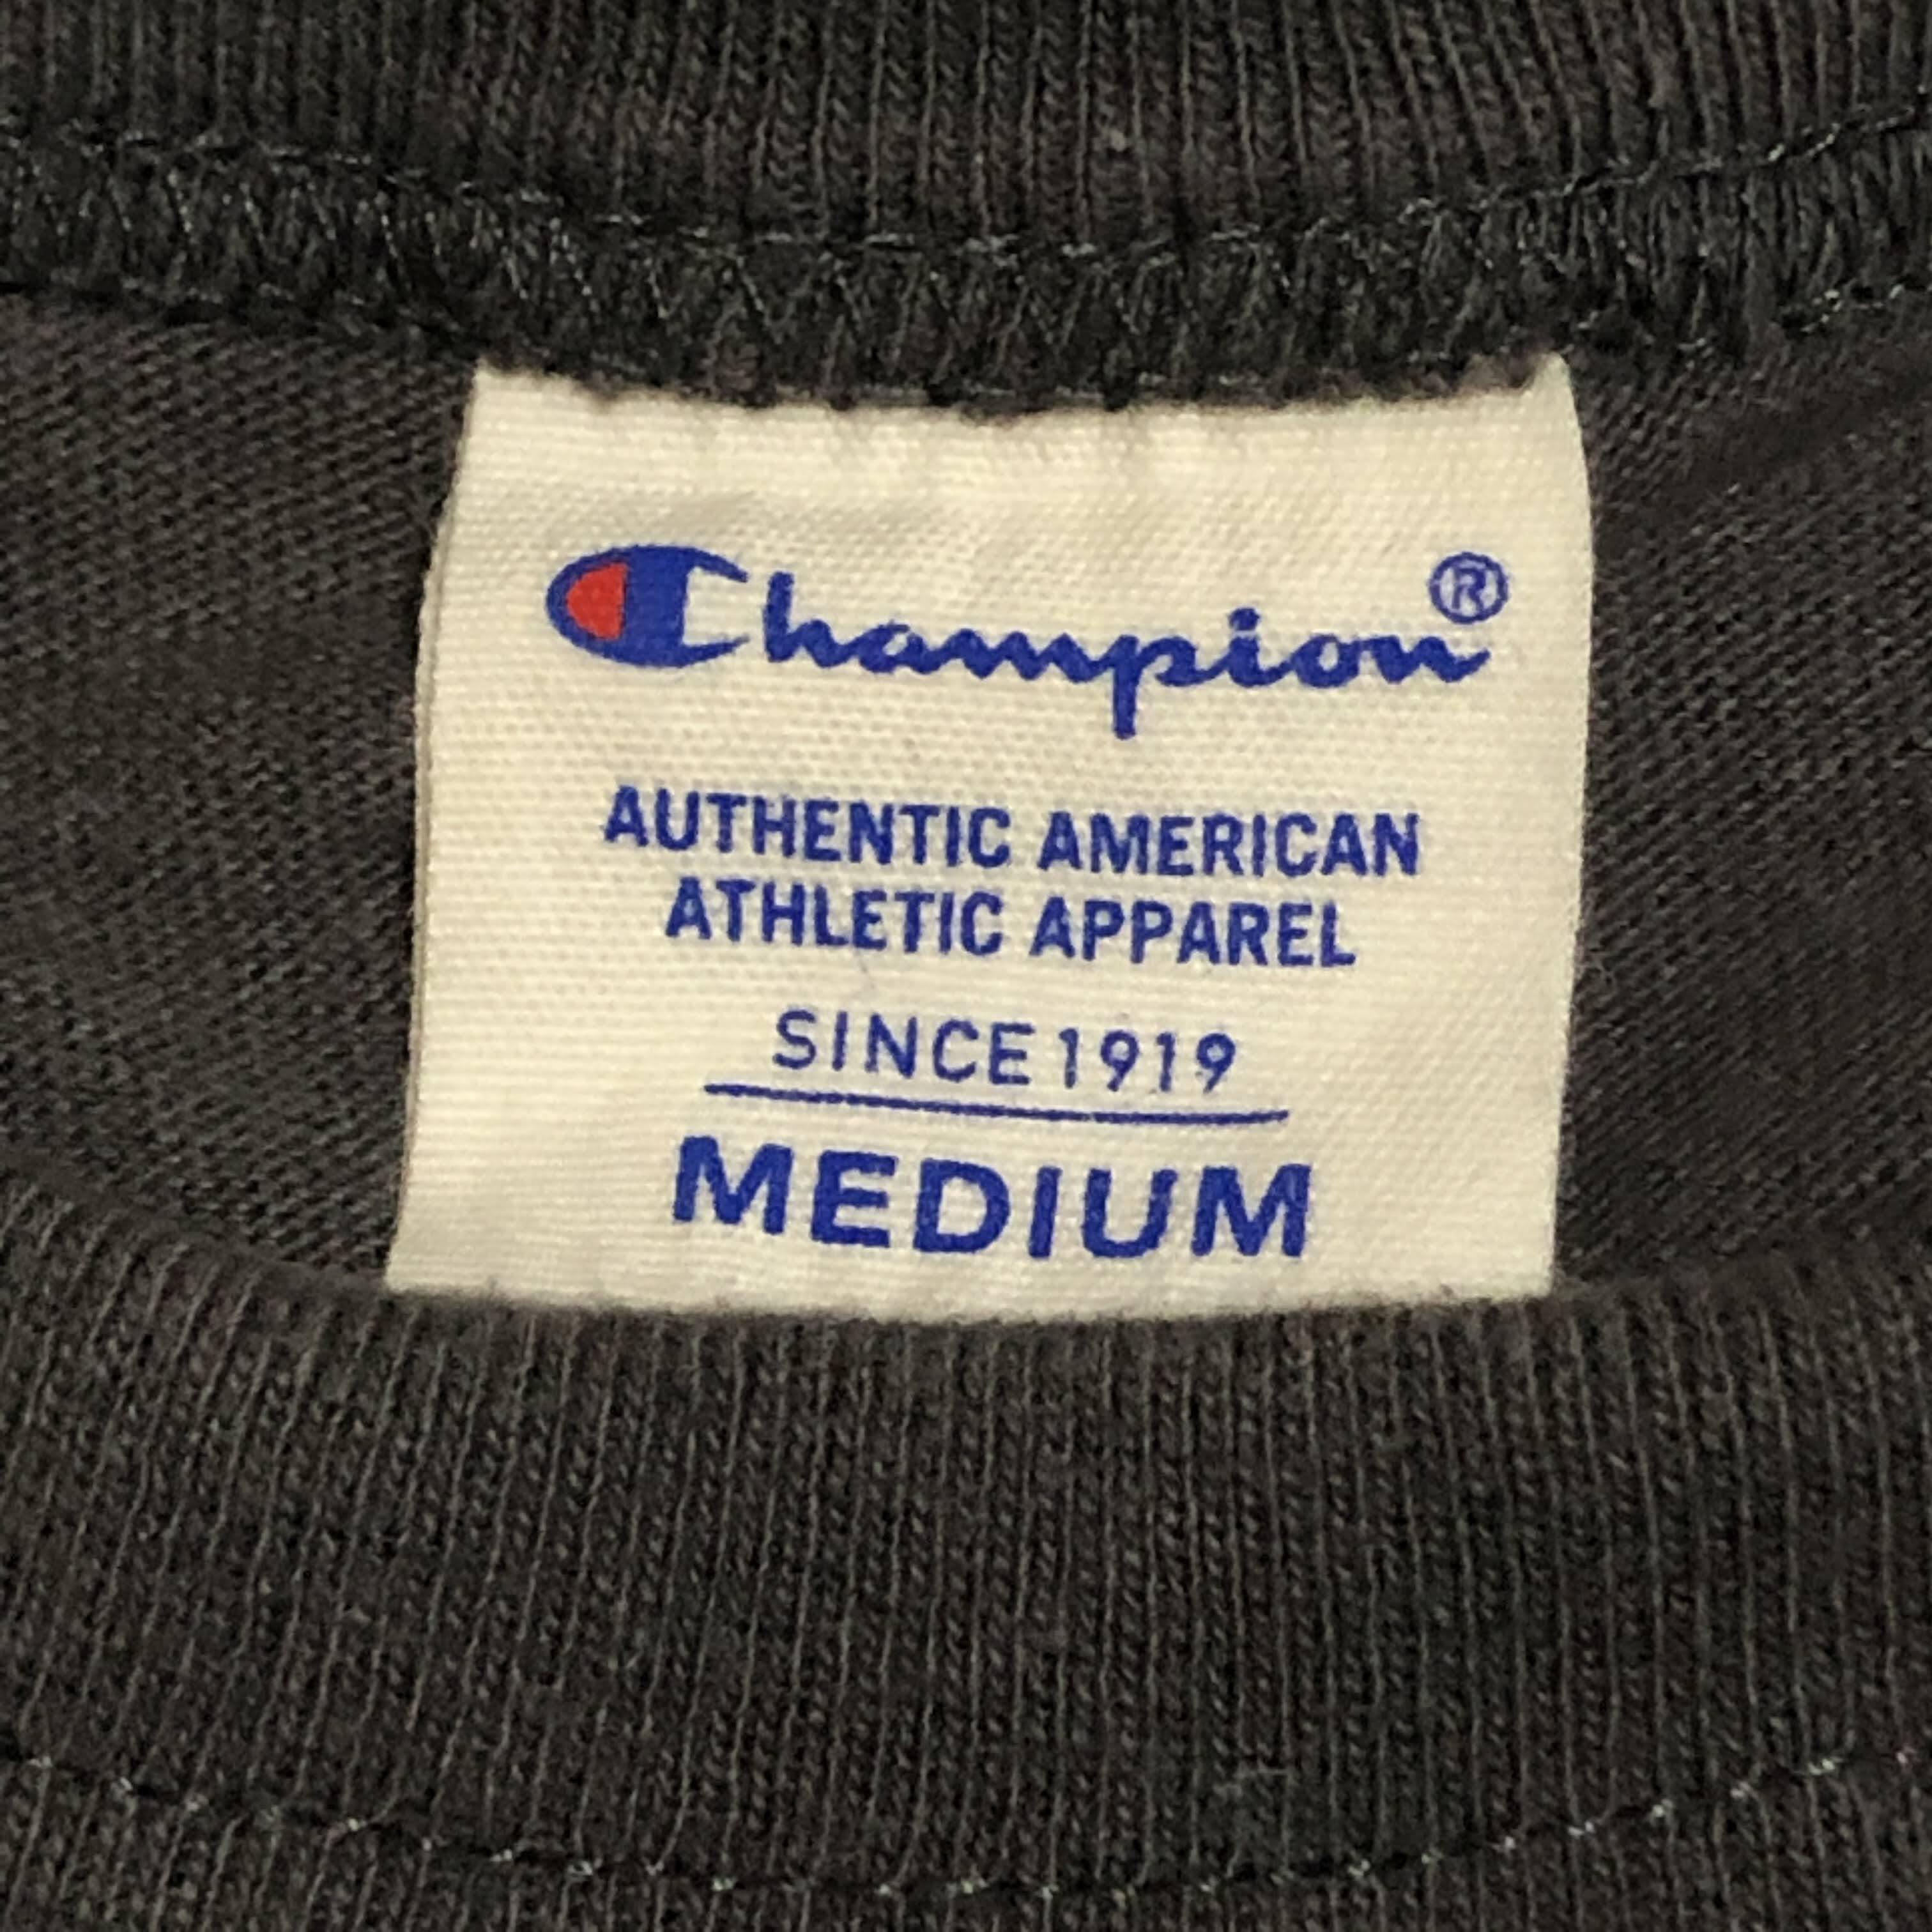 Champion®
AUTHENTIC AMERICAN
ATHLETIC APPAREL
SINCE 1919
MEDIUM